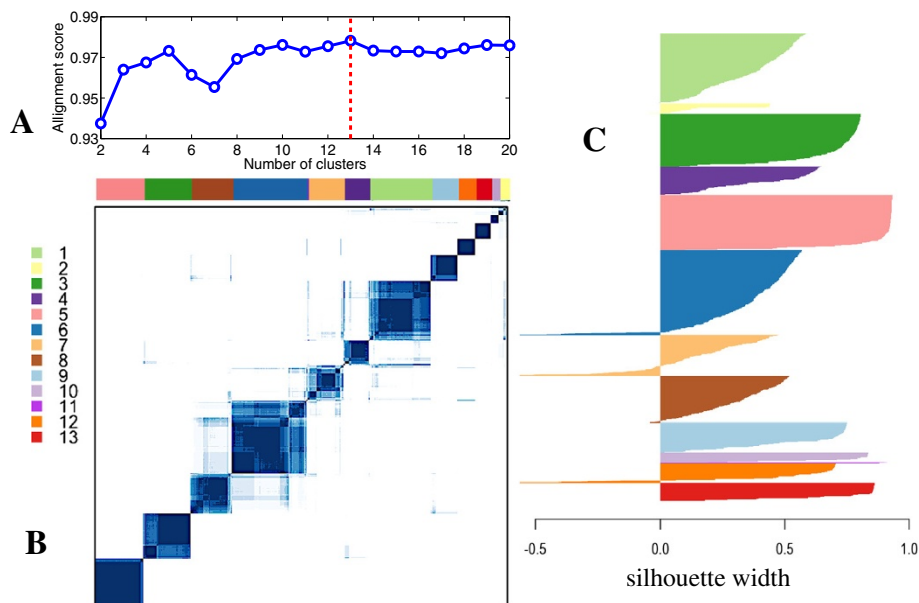 0.99
0.97
0.95
0.93
Allignment score
2 4 6 8 10 12 14 16 18 20
Number of clusters
A
B
1
2
3
4
5
6
7
8
9
10
11
12
13
C
-0.5 0.0 0.5 1.0
silhouette width